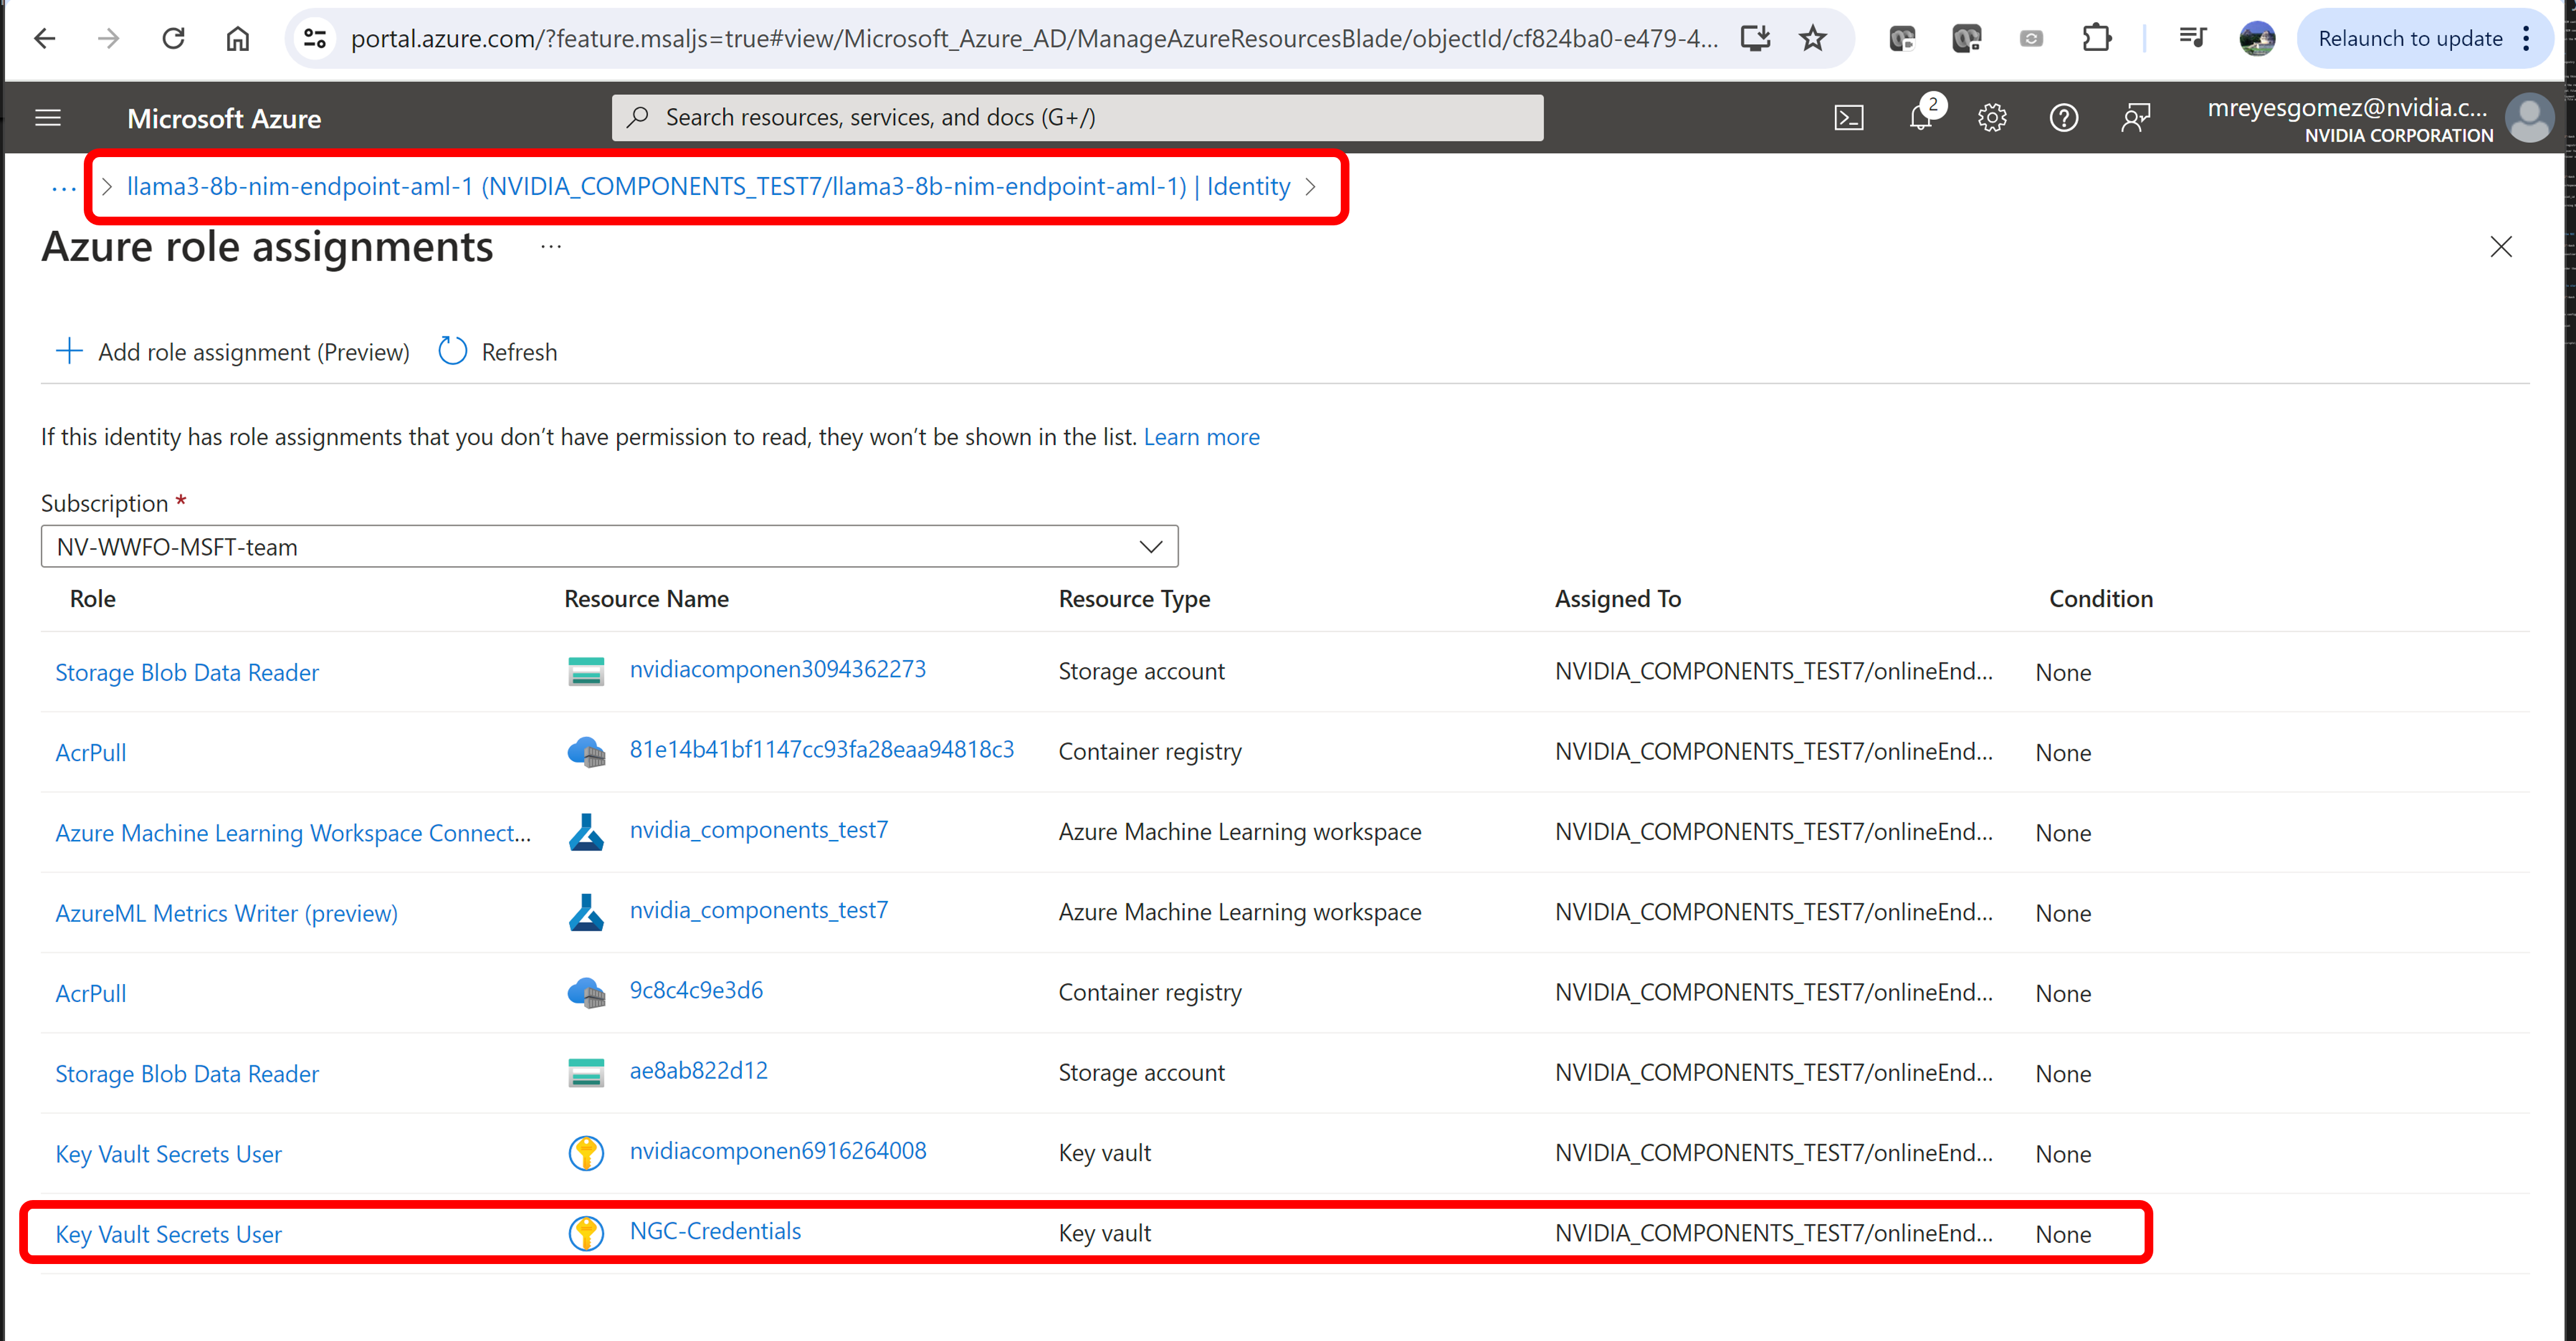 portal.azure.com/?feature.msaljs=true#view/Microsoft_Azure_AD/ManageAzureResourcesBlade/objectId/cf824ba0-e479-4...
Relaunch to update
Microsoft Azure
Search resources, services, and docs (G+/)
2
mreyesgomez@nvidia.c...
NVIDIA CORPORATION
... > llama3-8b-nim-endpoint-aml-1 (NVIDIA_COMPONENTS_TEST7/llama3-8b-nim-endpoint-aml-1) | Identity >
Azure role assignments ...
Add role assignment (Preview) Refresh
If this identity has role assignments that you don’t have permission to read, they won’t be shown in the list. Learn more
Subscription *
NV-WWFO-MSFT-team
Role Resource Name Resource Type Assigned To Condition
Storage Blob Data Reader nvidiacomponen3094362273 Storage account NVIDIA_COMPONENTS_TEST7/onlineEnd... None
AcrPull 81e14b41bf1147cc93fa28eaa94818c3 Container registry NVIDIA_COMPONENTS_TEST7/onlineEnd... None
Azure Machine Learning Workspace Connect... nvidia_components_test7 Azure Machine Learning workspace NVIDIA_COMPONENTS_TEST7/onlineEnd... None
AzureML Metrics Writer (preview) nvidia_components_test7 Azure Machine Learning workspace NVIDIA_COMPONENTS_TEST7/onlineEnd... None
AcrPull 9c8c4c9e3d6 Container registry NVIDIA_COMPONENTS_TEST7/onlineEnd... None
Storage Blob Data Reader ae8ab822d12 Storage account NVIDIA_COMPONENTS_TEST7/onlineEnd... None
Key Vault Secrets User nvidiacomponen6916264008 Key vault NVIDIA_COMPONENTS_TEST7/onlineEnd... None
Key Vault Secrets User NGC-Credentials Key vault NVIDIA_COMPONENTS_TEST7/onlineEnd... None